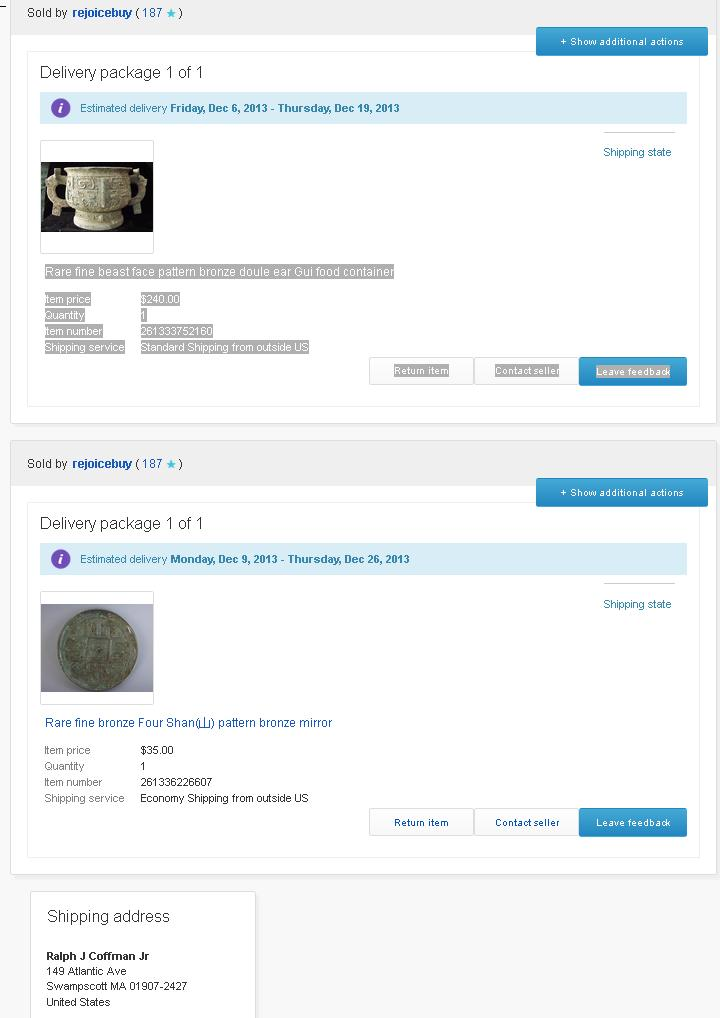 Sold by rejoicebuy ( 187 ★ )
+ Show additional actions
Delivery package 1 of 1
i Estimated delivery Friday, Dec 6, 2013 - Thursday, Dec 19, 2013
Shipping state
Rare fine beast face pattern bronze doule ear Gui food container
Item price $240.00
Quantity 1
Item number 261333752160
Shipping service Standard Shipping from outside US
Return item Contact seller Leave feedback
Sold by rejoicebuy ( 187 ★ )
+ Show additional actions
Delivery package 1 of 1
i Estimated delivery Monday, Dec 9, 2013 - Thursday, Dec 26, 2013
Shipping state
Rare fine bronze Four Shan(山) pattern bronze mirror
Item price $35.00
Quantity 1
Item number 261336226607
Shipping service Economy Shipping from outside US
Return item Contact seller Leave feedback
Shipping address
Ralph J Coffman Jr
149 Atlantic Ave
Swampscott MA 01907-2427
United States